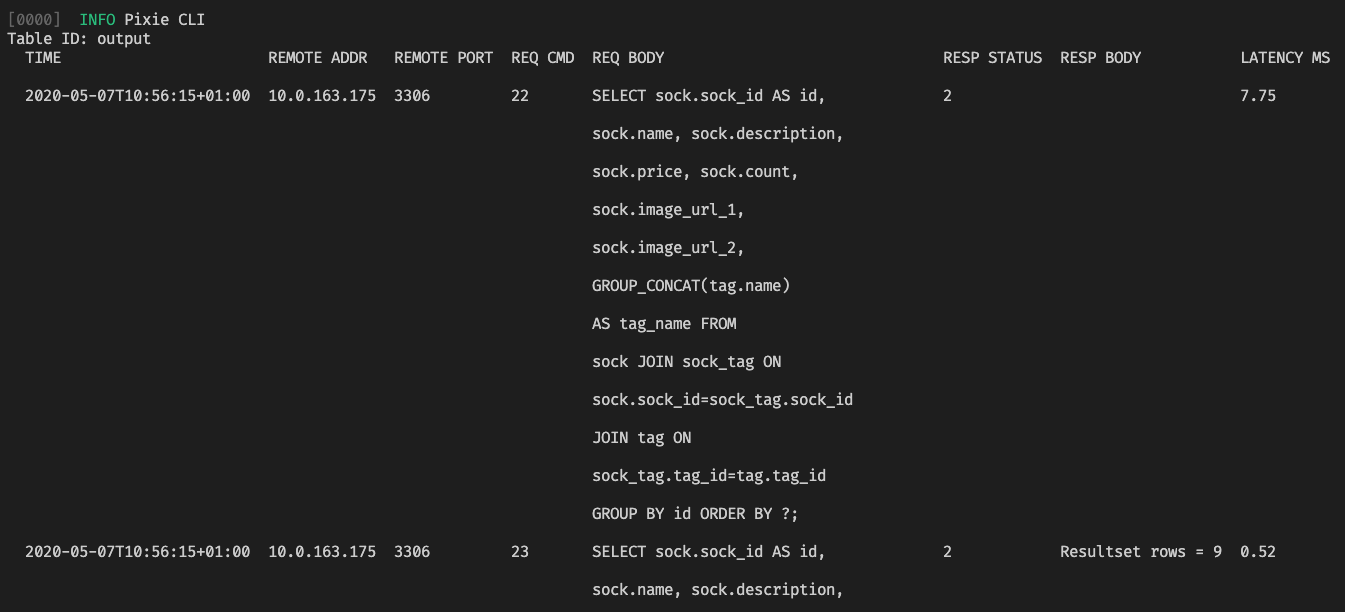 [0000]  INFO Pixie CLI
Table ID: output
TIME  REMOTE ADDR  REMOTE PORT  REQ CMD  REQ BODY  RESP STATUS  RESP BODY  LATENCY MS
2020-05-07T10:56:15+01:00  10.0.163.175  3306  22  SELECT sock.sock_id AS id,  2  7.75
sock.name, sock.description,
sock.price, sock.count,
sock.image_url_1,
sock.image_url_2,
GROUP_CONCAT(tag.name)
AS tag_name FROM
sock JOIN sock_tag ON
sock.sock_id=sock_tag.sock_id
JOIN tag ON
sock_tag.tag_id=tag.tag_id
GROUP BY id ORDER BY ?;
2020-05-07T10:56:15+01:00  10.0.163.175  3306  23  SELECT sock.sock_id AS id,  2  Resultset rows = 9  0.52
sock.name, sock.description,